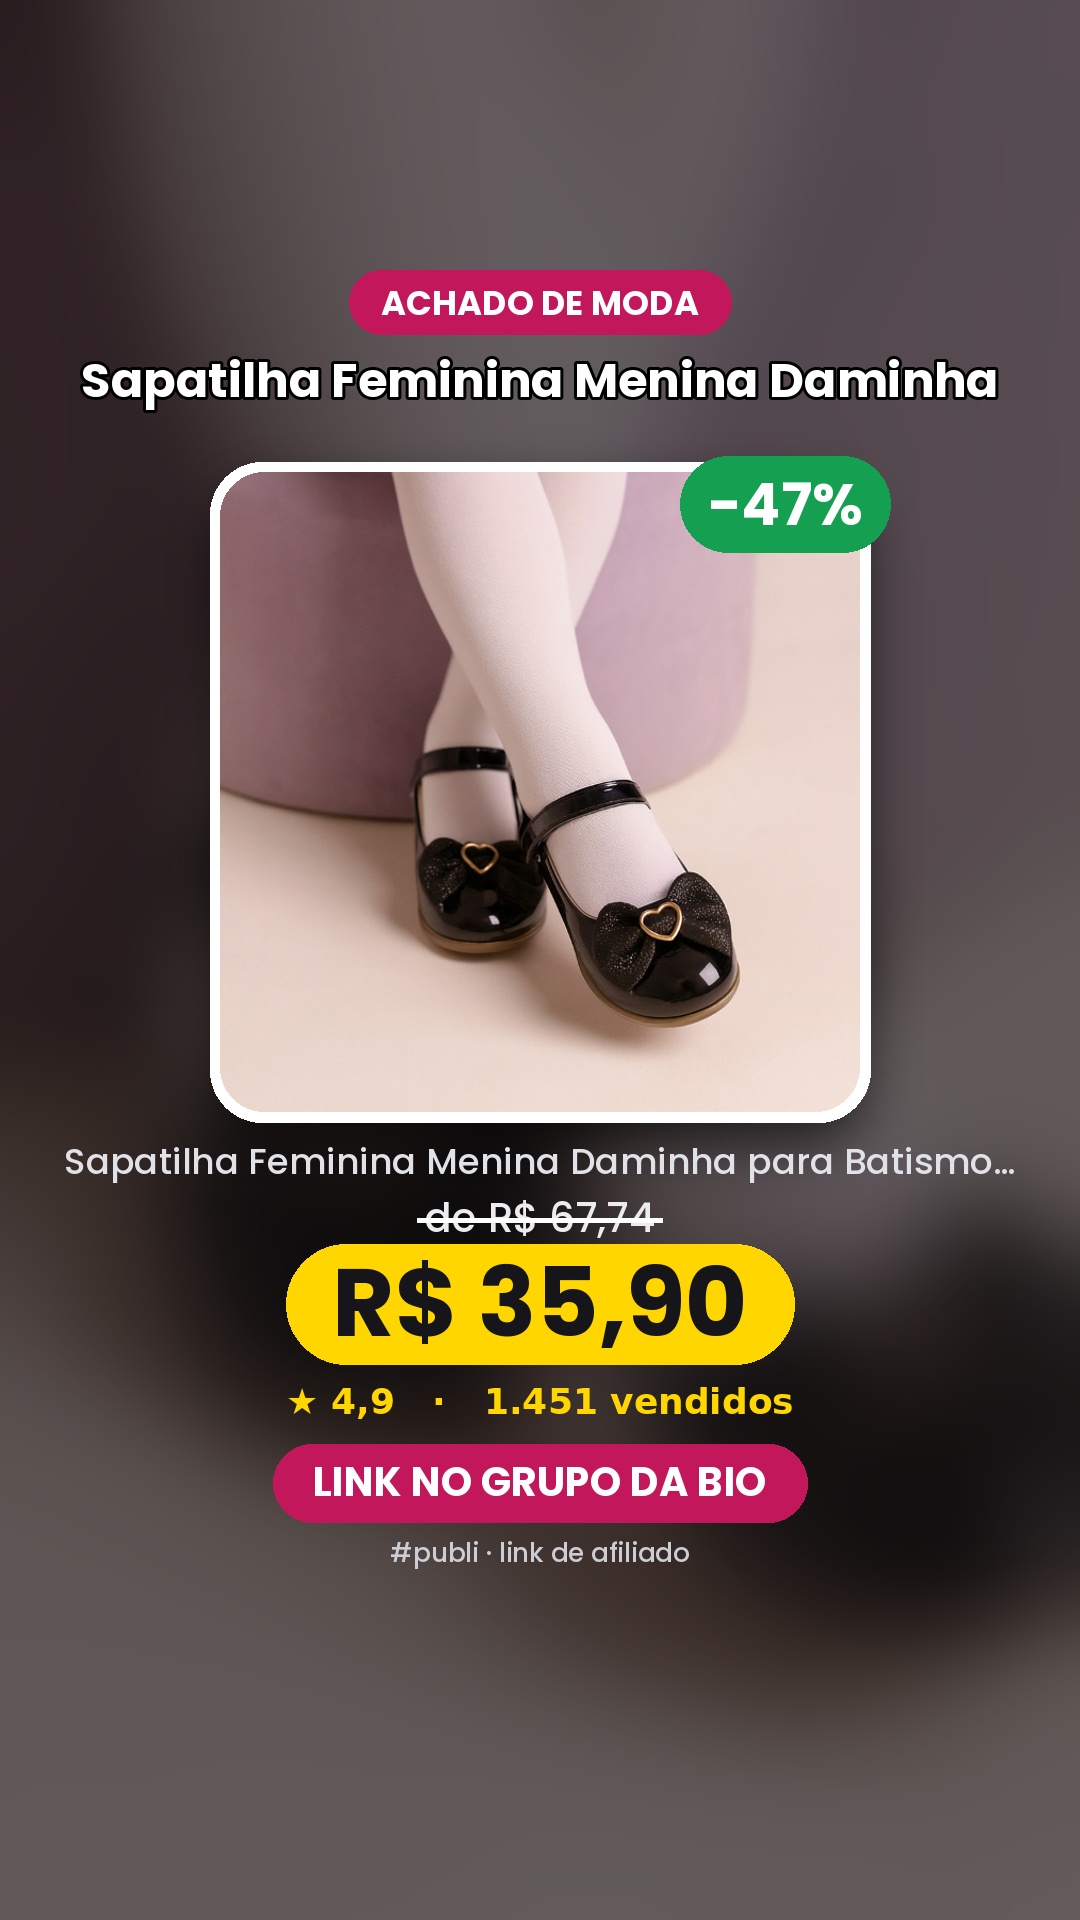 ACHADO DE MODA
Sapatilha Feminina Menina Daminha
-47%
Sapatilha Feminina Menina Daminha para Batismo...
de R$ 67,74
R$ 35,90
★ 4,9 · 1.451 vendidos
LINK NO GRUPO DA BIO
#publi · link de afiliado